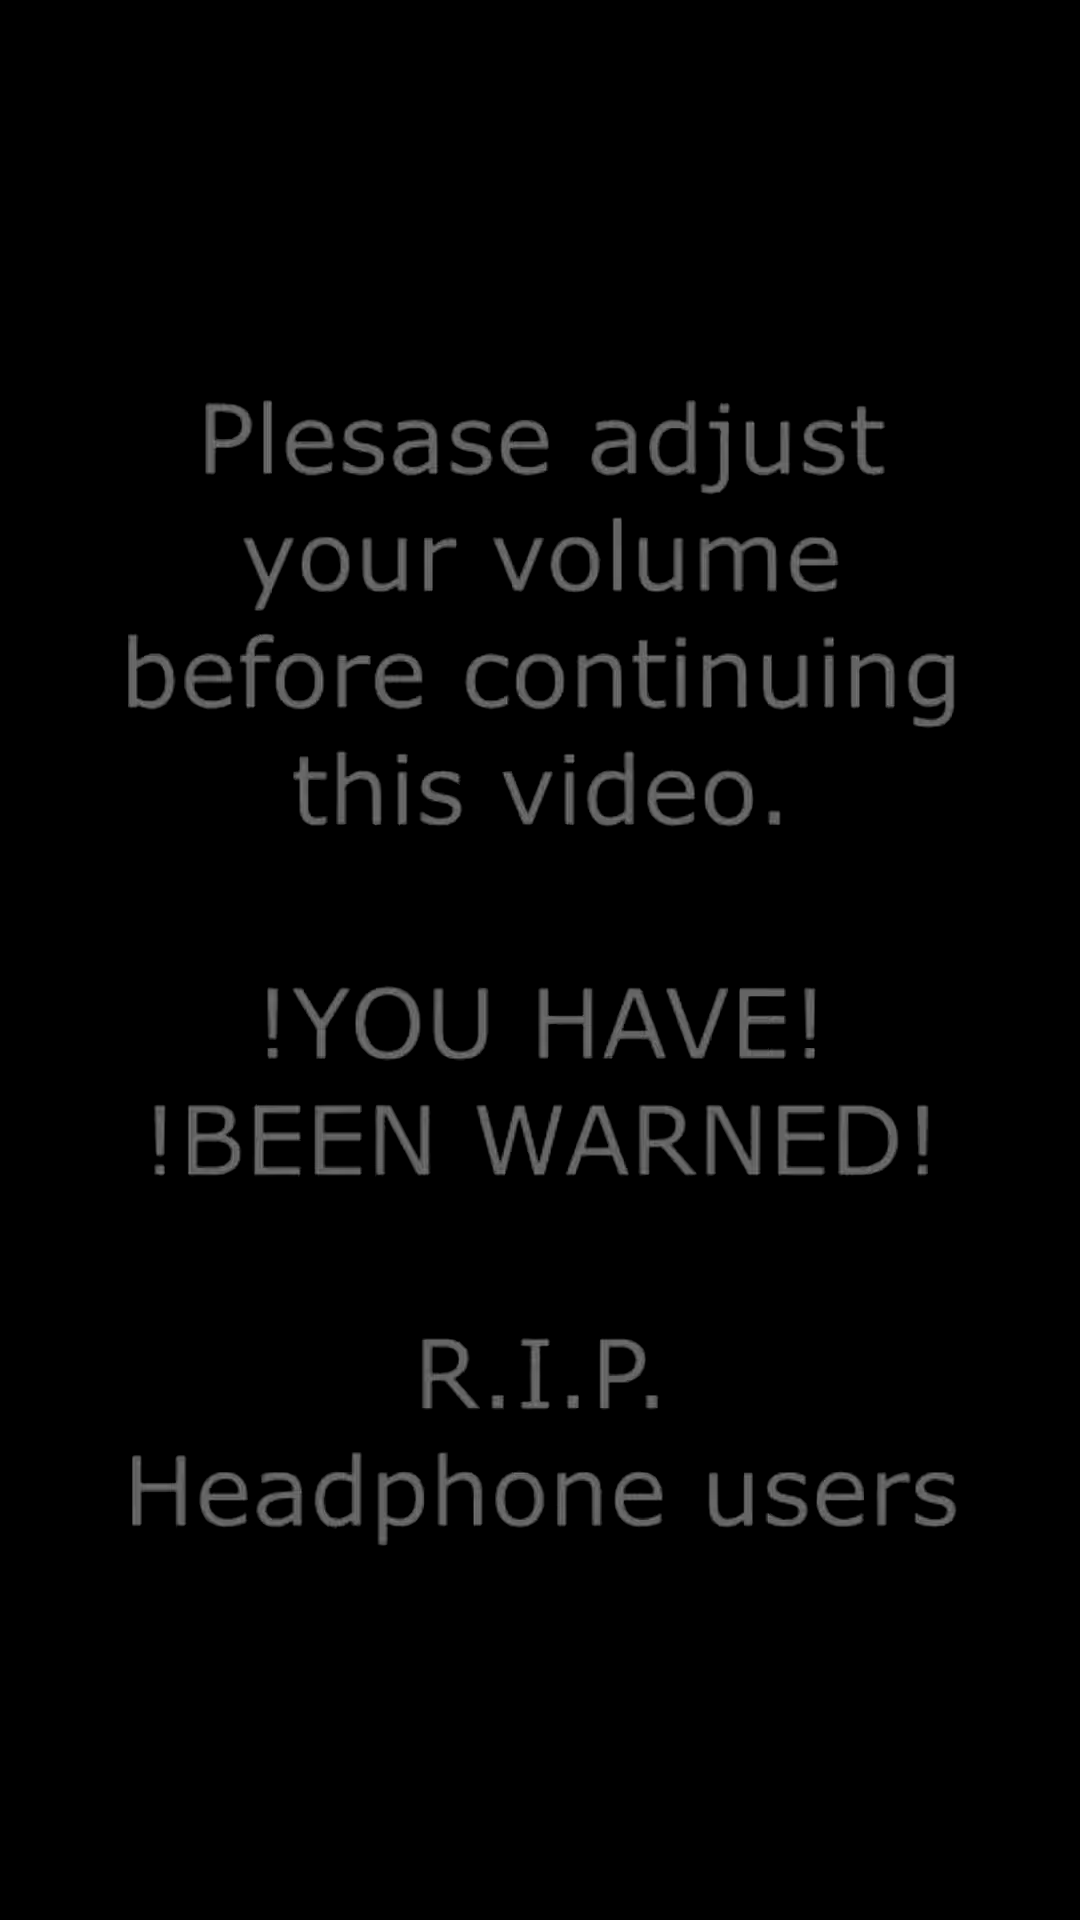 Plesase adjust
your volume
before continuing
this video.
!YOU HAVE!
!BEEN WARNED!
R.I.P.
Headphone users